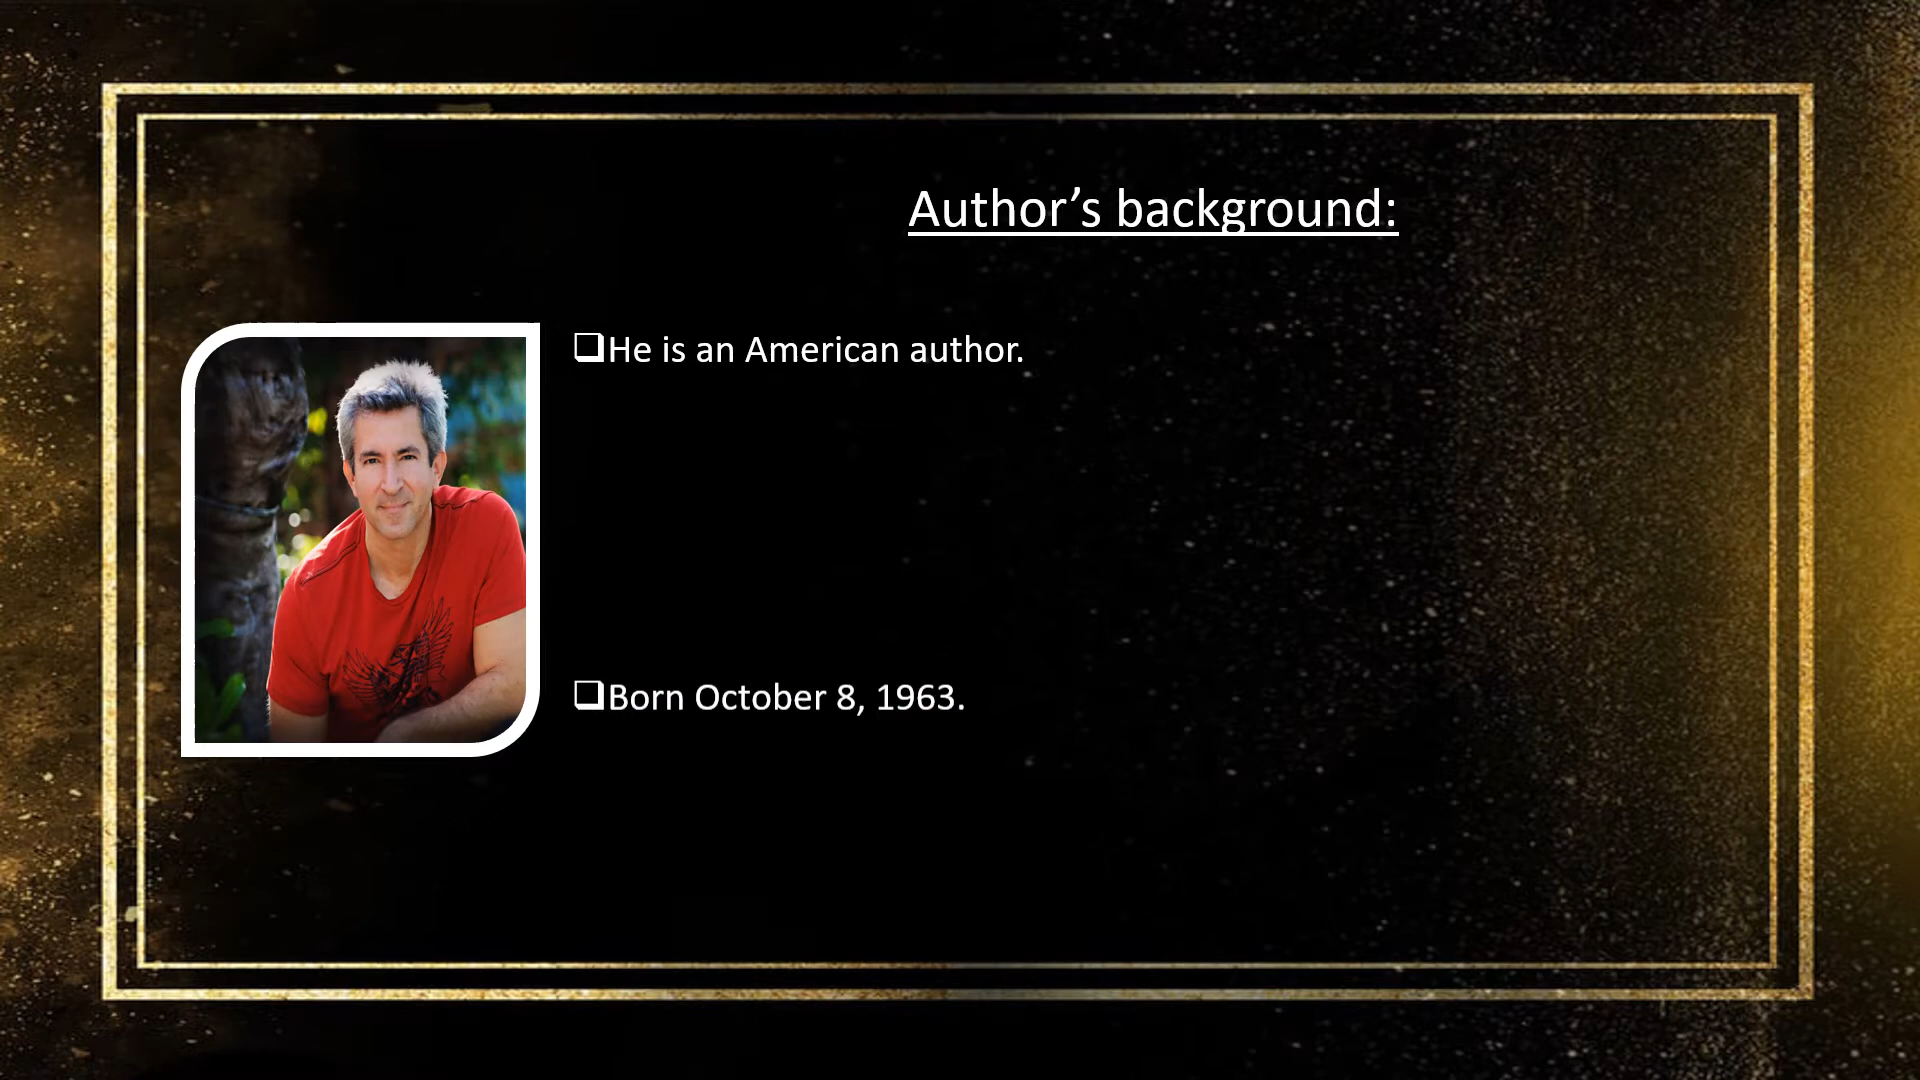 Author’s background:
❑He is an American author.
❑Born October 8, 1963.